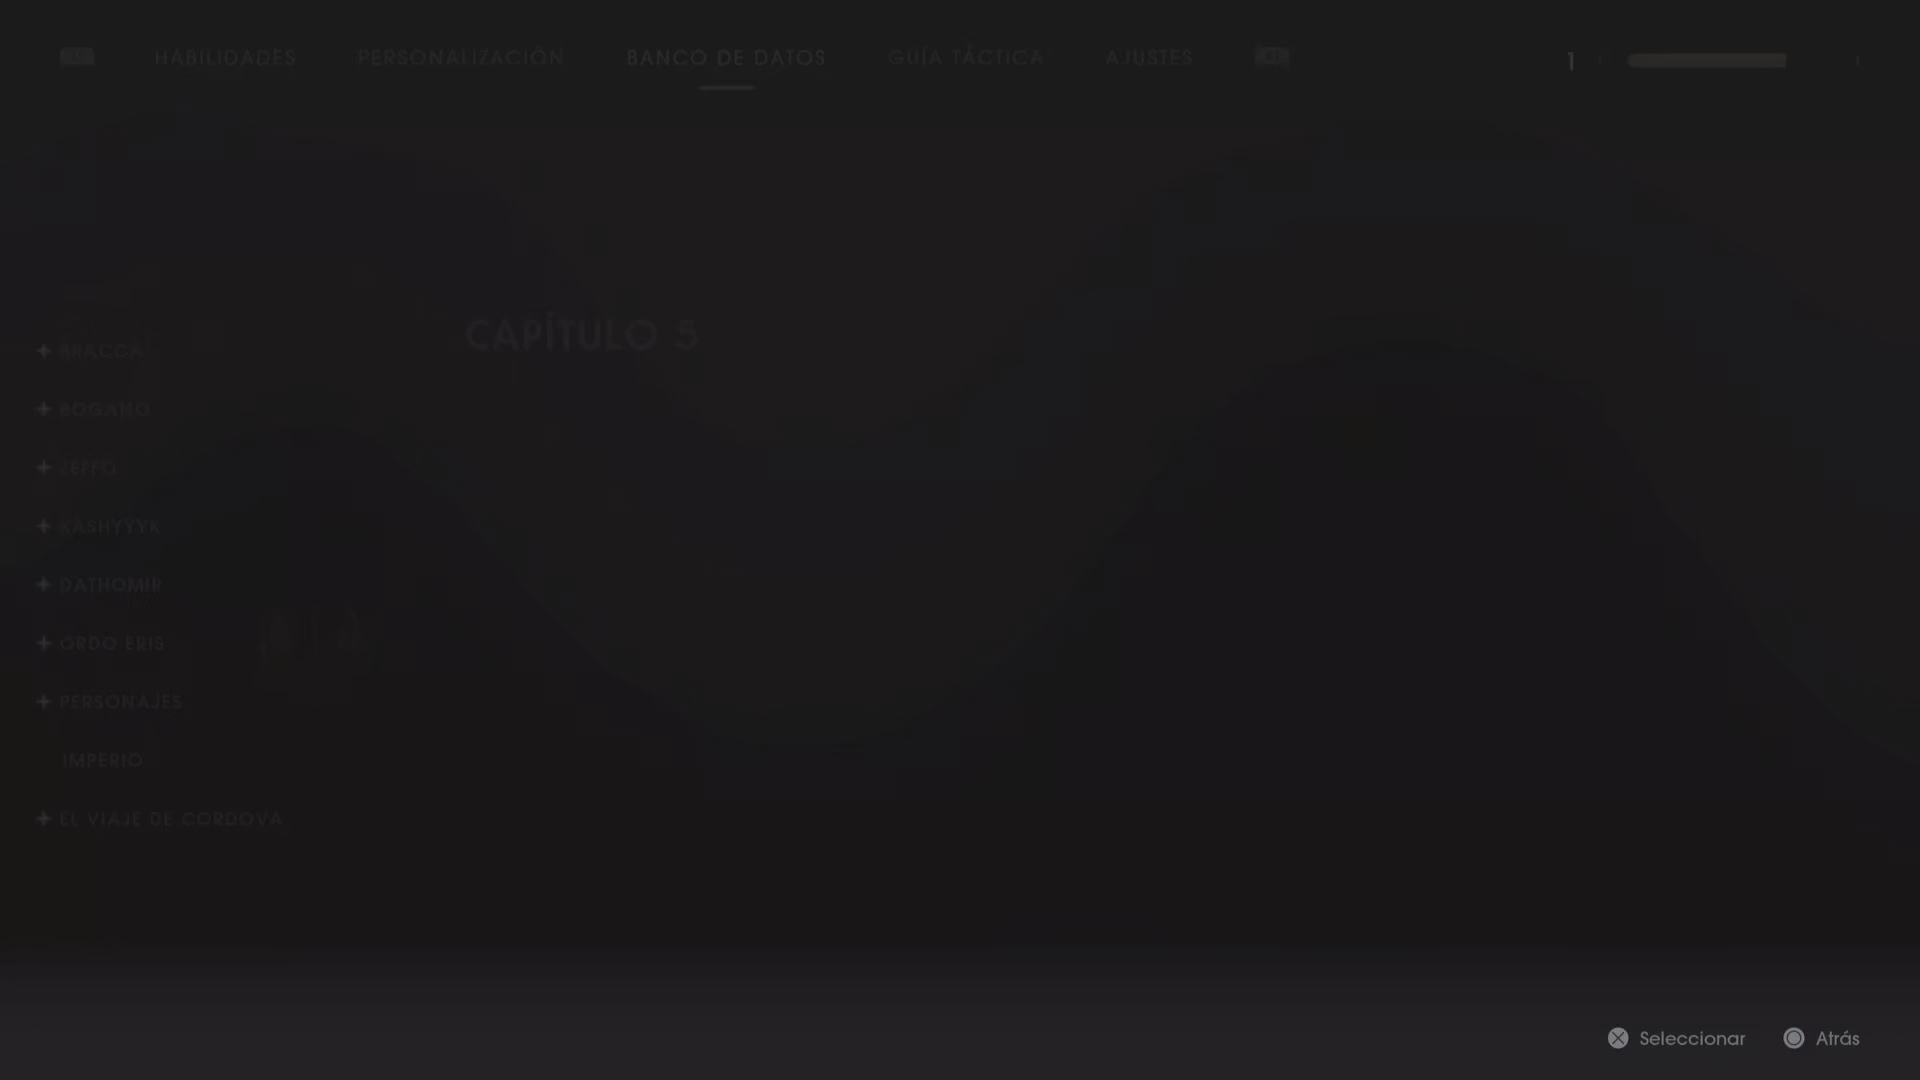 HABILIDADES PERSONALIZACIÓN BANCO DE DATOS GUÍA TÁCTICA AJUSTES 1
CAPÍTULO 5
BRACCA
BOGANO
ZEFFO
KASHYYYK
DATHOMIR
ORDO ERIS
PERSONAJES
IMPERIO
EL VIAJE DE CORDOVA
Seleccionar Atrás